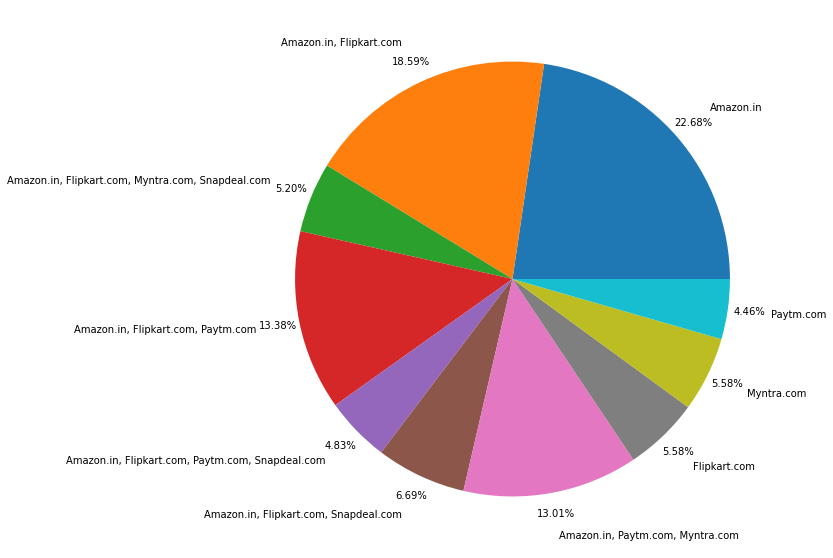 Amazon.in, Flipkart.com
18.59%
Amazon.in
22.68%
Amazon.in, Flipkart.com, Myntra.com, Snapdeal.com
5.20%
Amazon.in, Flipkart.com, Paytm.com
13.38%
4.46%
Paytm.com
5.58%
Myntra.com
4.83%
Amazon.in, Flipkart.com, Paytm.com, Snapdeal.com
5.58%
Flipkart.com
6.69%
Amazon.in, Flipkart.com, Snapdeal.com
13.01%
Amazon.in, Paytm.com, Myntra.com